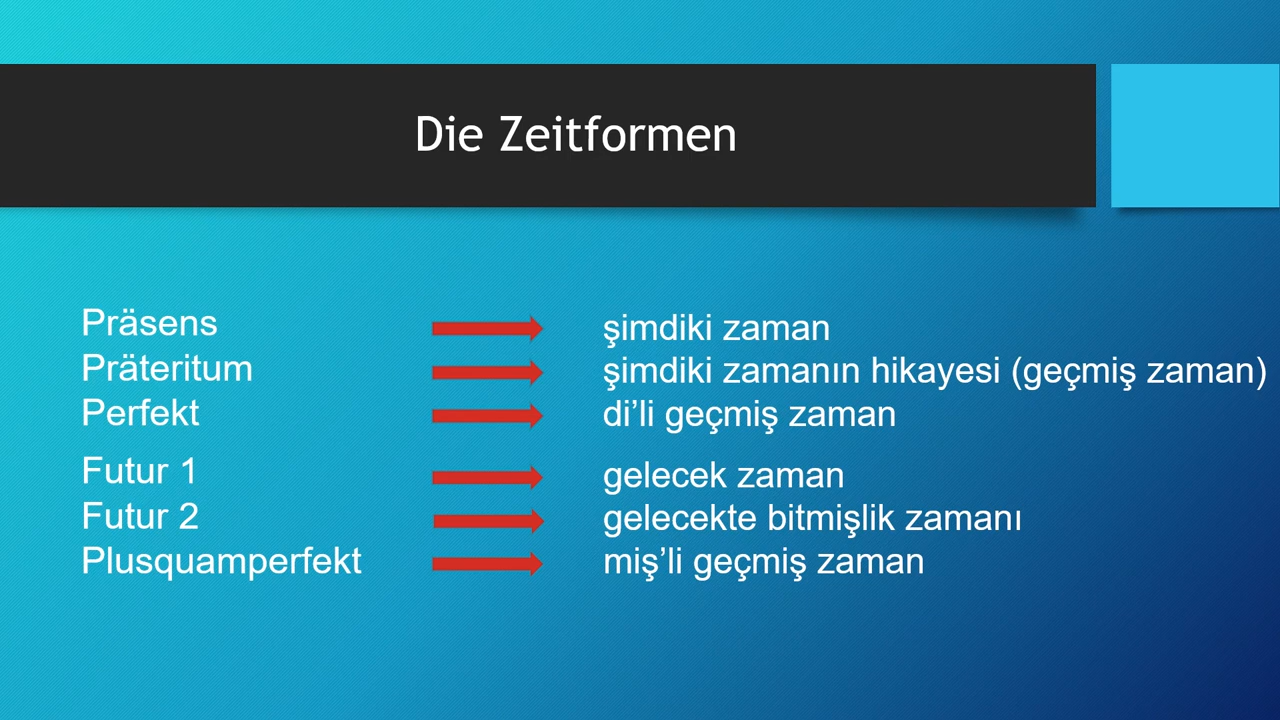 Die Zeitformen
Präsens şimdiki zaman
Präteritum şimdiki zamanın hikayesi (geçmiş zaman)
Perfekt di’li geçmiş zaman
Futur 1 gelecek zaman
Futur 2 gelecekte bitmişlik zamanı
Plusquamperfekt miş’li geçmiş zaman